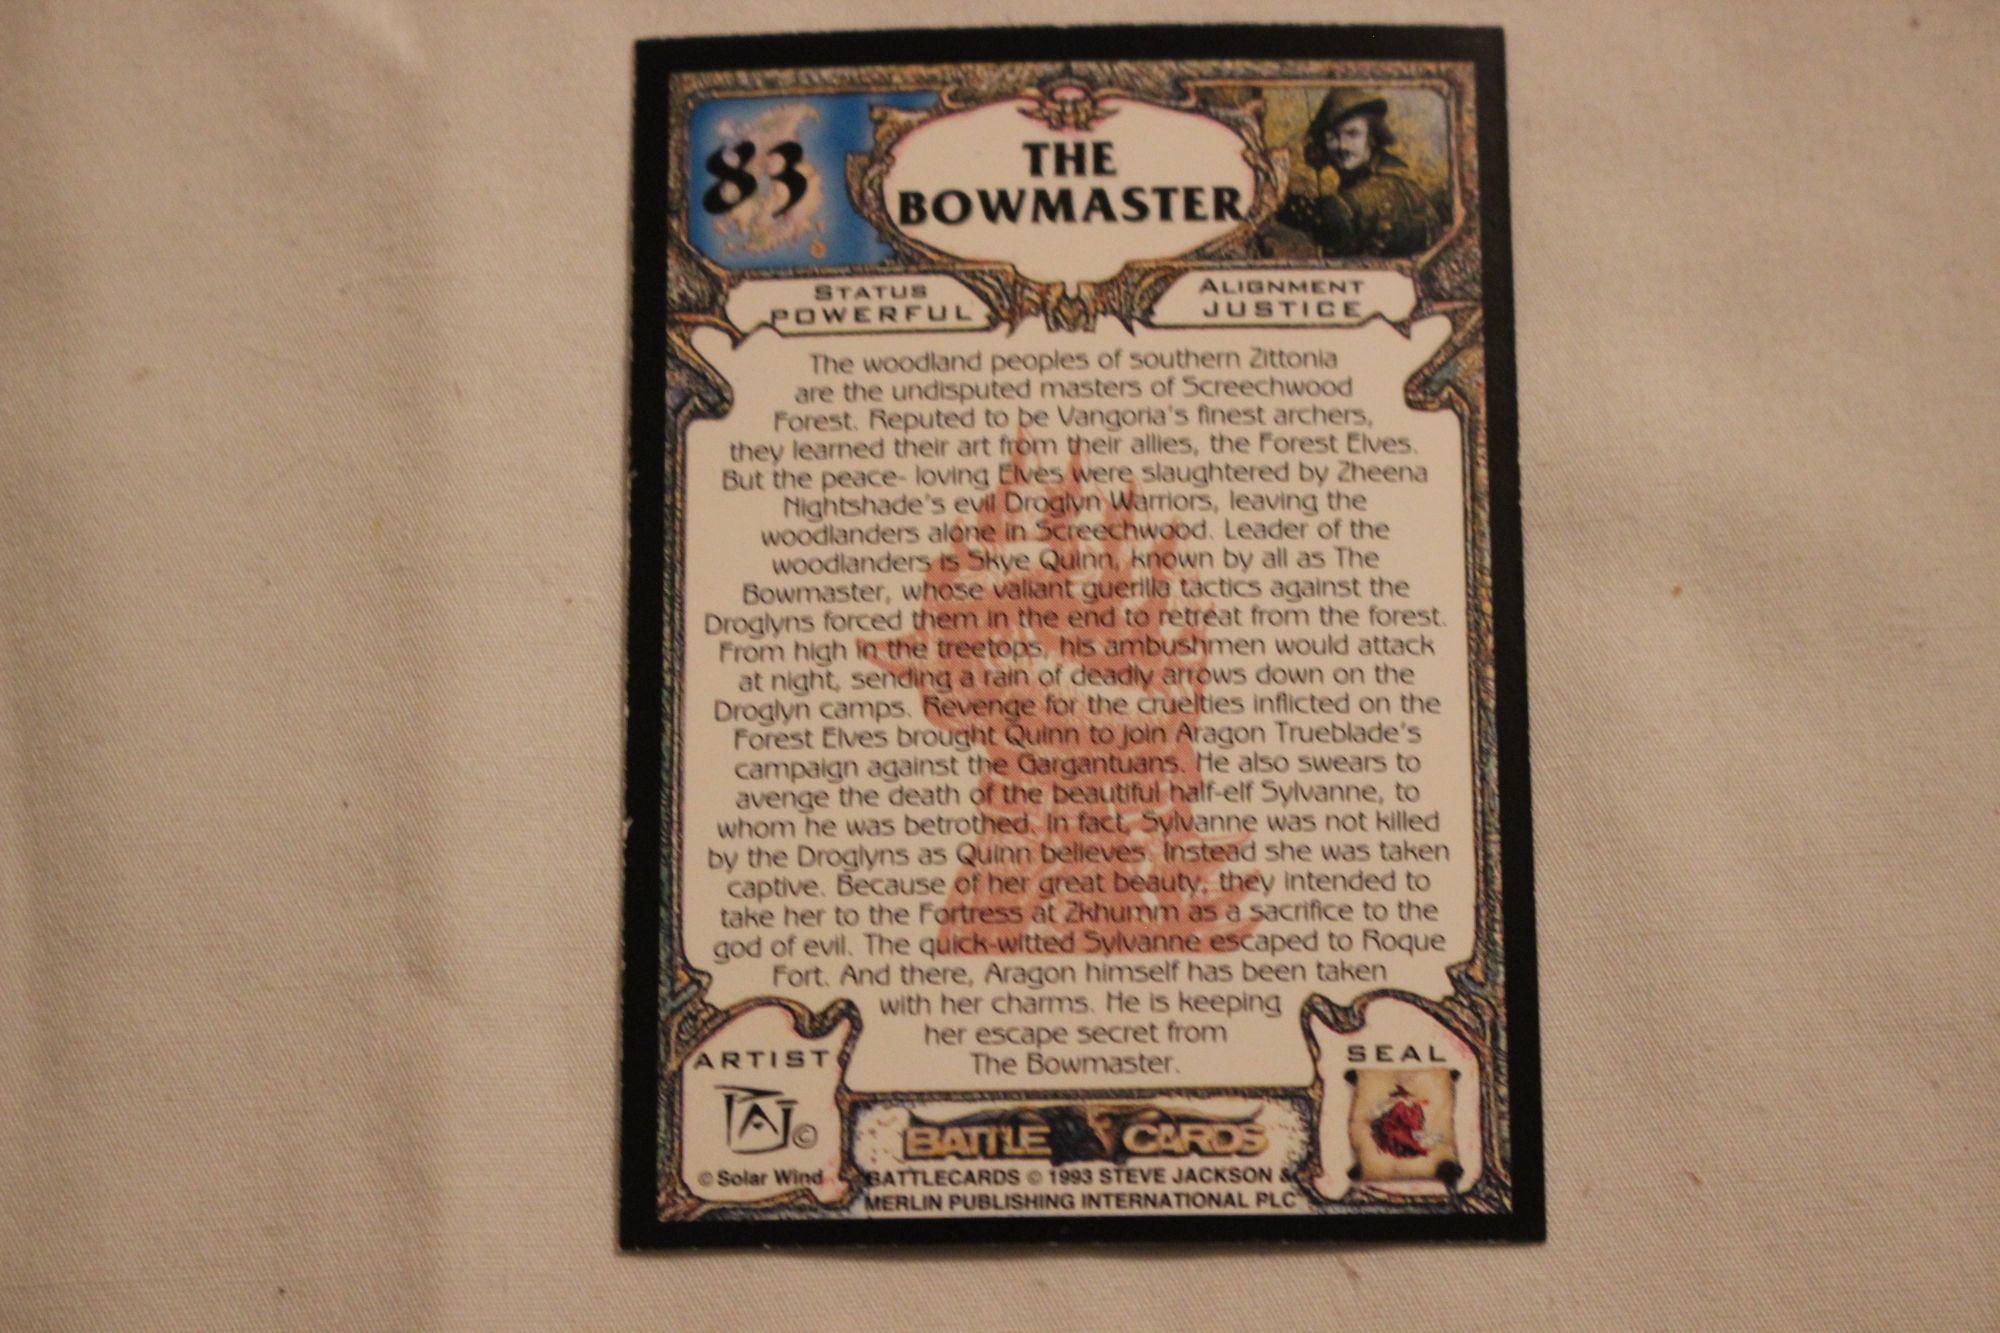 83
THE
BOWMASTER
STATUS
POWERFUL
ALIGNMENT
JUSTICE
The woodland peoples of southern Zittonia
are the undisputed masters of Screechwood
Forest. Reputed to be Vangoria's finest archers,
they learned their art from their allies, the Forest Elves.
But the peace- loving Elves were slaughtered by Zheena
Nightshade's evil Droglyn Warriors, leaving the
woodlanders alone in Screechwood. Leader of the
woodlanders is Skye Quinn, known by all as The
Bowmaster, whose valiant guerilla tactics against the
Droglyns forced them in the end to retreat from the forest.
From high in the treetops, his ambushmen would attack
at night, sending a rain of deadly arrows down on the
Droglyn camps. Revenge for the cruelties inflicted on the
Forest Elves brought Quinn to join Aragon Trueblade's
campaign against the Gargantuans. He also swears to
avenge the death of the beautiful half-elf Sylvanne, to
whom he was betrothed. In fact, Sylvanne was not killed
by the Droglyns as Quinn believes. Instead she was taken
captive. Because of her great beauty, they intended to
take her to the Fortress at Zkhumm as a sacrifice to the
god of evil. The quick-witted Sylvanne escaped to Roque
Fort. And there, Aragon himself has been taken
with her charms. He is keeping
her escape secret from
The Bowmaster.
ARTIST
©
© Solar Wind
SEAL
BATTLE CARDS
BATTLECARDS © 1993 STEVE JACKSON &
MERLIN PUBLISHING INTERNATIONAL PLC